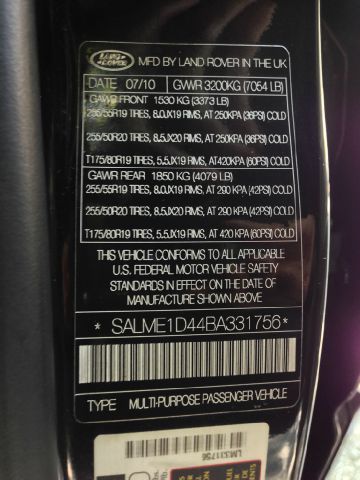 LAND ROVER
MFD BY LAND ROVER IN THE UK
DATE 07/10 GVWR 3200KG (7054 LB)
GAWR FRONT 1530 KG (3373 LB)
255/55R19 TIRES, 8.0JX19 RIMS, AT 250KPA (36PSI) COLD
255/50R20 TIRES, 8.5JX20 RIMS, AT 250KPA (36PSI) COLD
T175/80R19 TIRES, 5.5JX19 RIMS, AT 420KPA (60PSI) COLD
GAWR REAR 1850 KG (4079 LB)
255/55R19 TIRES, 8.0JX19 RIMS, AT 290 KPA (42PSI) COLD
255/50R20 TIRES, 8.5JX20 RIMS, AT 290 KPA (42PSI) COLD
T175/80R19 TIRES, 5.5JX19 RIMS, AT 420 KPA (60PSI) COLD
THIS VEHICLE CONFORMS TO ALL APPLICABLE
U.S. FEDERAL MOTOR VEHICLE SAFETY
STANDARDS IN EFFECT ON THE DATE OF
MANUFACTURE SHOWN ABOVE
* SALME1D44BA331756 *
TYPE MULTI-PURPOSE PASSENGER VEHICLE
LM331756